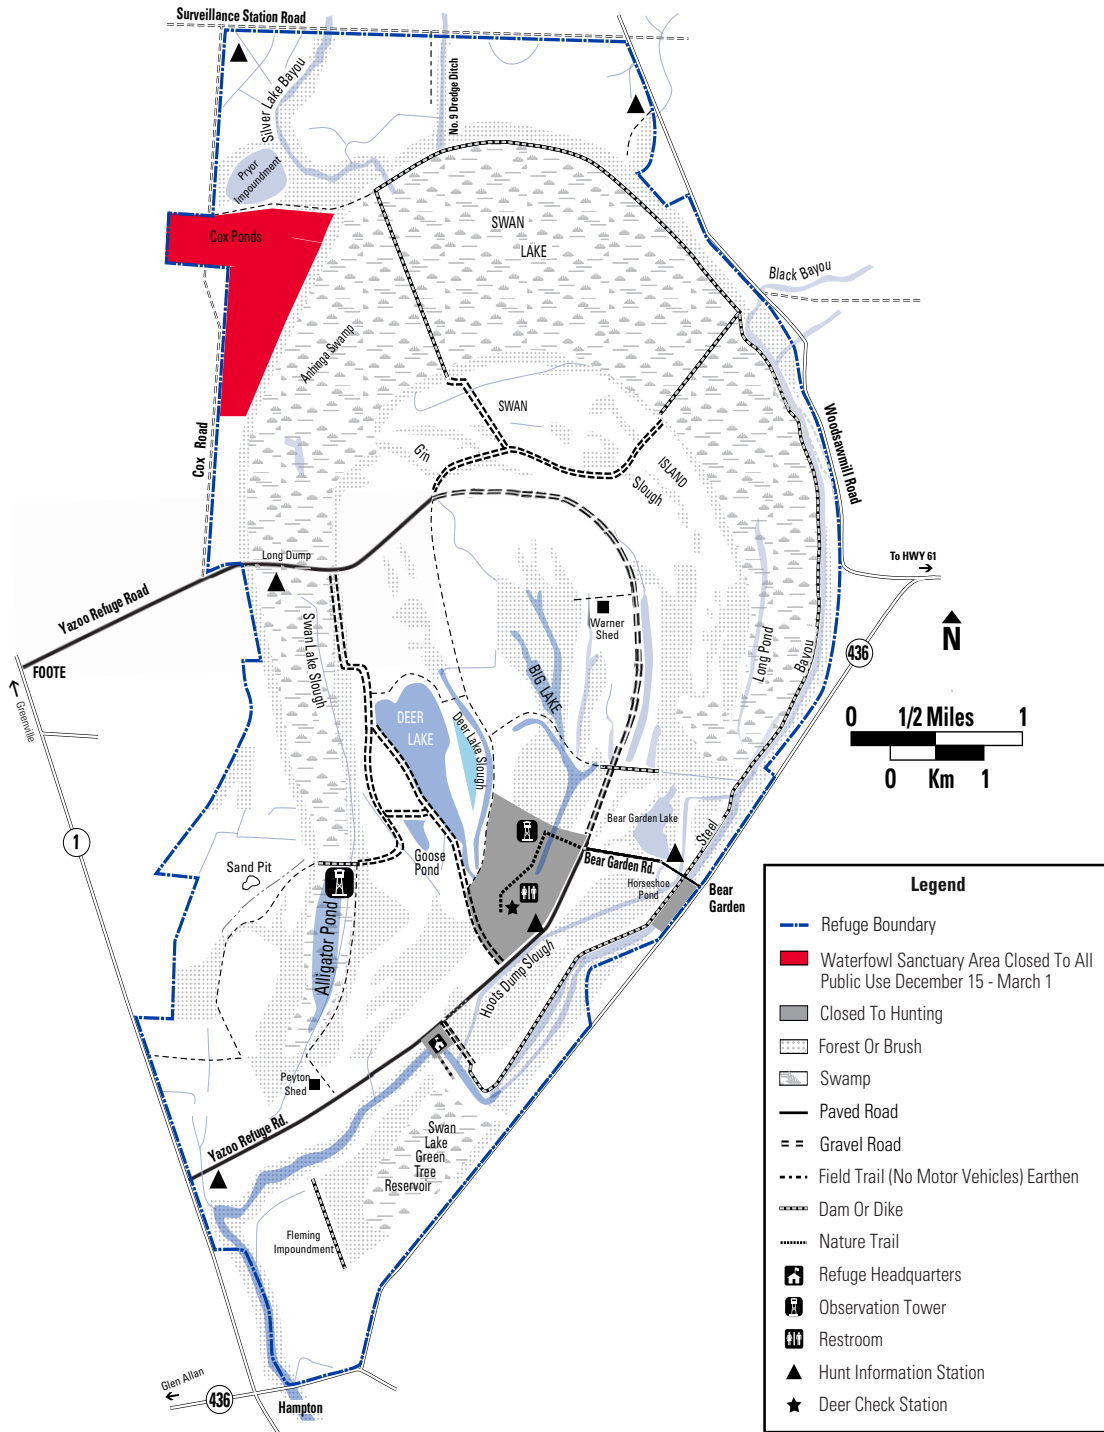 Surveillance Station Road
Silver Lake Bayou
No. 9 Dredge Ditch
Pryor
Impoundment
Cox Ponds
SWAN
LAKE
Black Bayou
Anhinga Swamp
SWAN
ISLAND
Gin
Slough
Cox Road
Woodsawmill Road
Long Dump
To HWY 61
Yazoo Refuge Road
FOOTE
Greenville
Swan Lake Slough
Warner
Shed
Long Pond
Bayou
436
N
BIG LAKE
DEER
LAKE
Deer Lake Slough
0 1/2 Miles 1
0 Km 1
1
Bear Garden Lake
Steel
Goose
Pond
Bear Garden Rd.
Sand Pit
Horseshoe
Pond
Bear
Garden
Alligator Pond
Hoots Dump Slough
Peyton
Shed
Yazoo Refuge Rd.
Swan
Lake
Green
Tree
Reservoir
Fleming
Impoundment
Glen Allan
436
Hampton
Legend
Refuge Boundary
Waterfowl Sanctuary Area Closed To All
Public Use December 15 - March 1
Closed To Hunting
Forest Or Brush
Swamp
Paved Road
Gravel Road
Field Trail (No Motor Vehicles) Earthen
Dam Or Dike
Nature Trail
Refuge Headquarters
Observation Tower
Restroom
Hunt Information Station
Deer Check Station